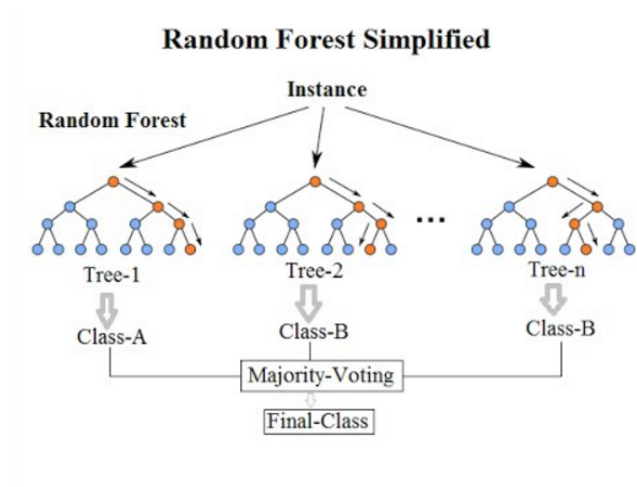 Random Forest Simplified
Instance
Random Forest
...
Tree-1
Tree-2
Tree-n
Class-A
Class-B
Class-B
Majority-Voting
Final-Class